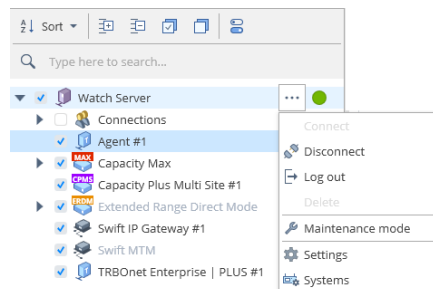 Sort
Type here to search...
Watch Server
Connections
Connect
Agent #1
Disconnect
MAX
Capacity Max
Log out
CPMS
Capacity Plus Multi Site #1
Delete
ERDM
Extended Range Direct Mode
Swift IP Gateway #1
Maintenance mode
Swift MTM
Settings
TRBOnet Enterprise | PLUS #1
Systems